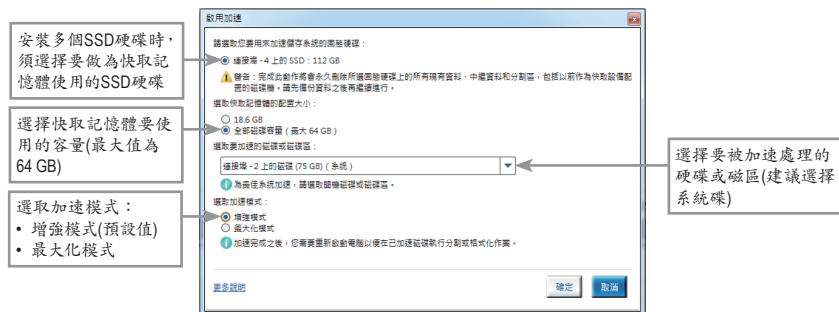 安裝多個SSD硬碟時，
須選擇要做為快取記
憶體使用的SSD硬碟
選擇快取記憶體要使
用的容量(最大值為
64 GB)
選取加速模式：
• 增強模式(預設值)
• 最大化模式
啟用加速
請選取您要用來加速儲存系統的固態硬碟：
連接埠 -4 上的 SSD：112 GB
警告：完成此動作將會永久刪除所選固態硬碟上的所有現有資料、中繼資料和分割區，包括以前作為快取設備配
置的磁碟機。請先備份資料之後再繼續進行。
選取快取記憶體的配置大小：
18.6 GB
全部磁碟容量（最大 64 GB）
選取要加速的磁碟或磁碟區：
連接埠 -2 上的磁碟 (75 GB)（系統）
為最佳系統加速，請選取開機磁碟或磁碟區。
選取加速模式：
增強模式
最大化模式
加速完成之後，您需要重新啟動電腦以便在已加速磁碟執行分割或格式化作業。
更多說明
確定
取消
選擇要被加速處理的
硬碟或磁區(建議選擇
系統碟)